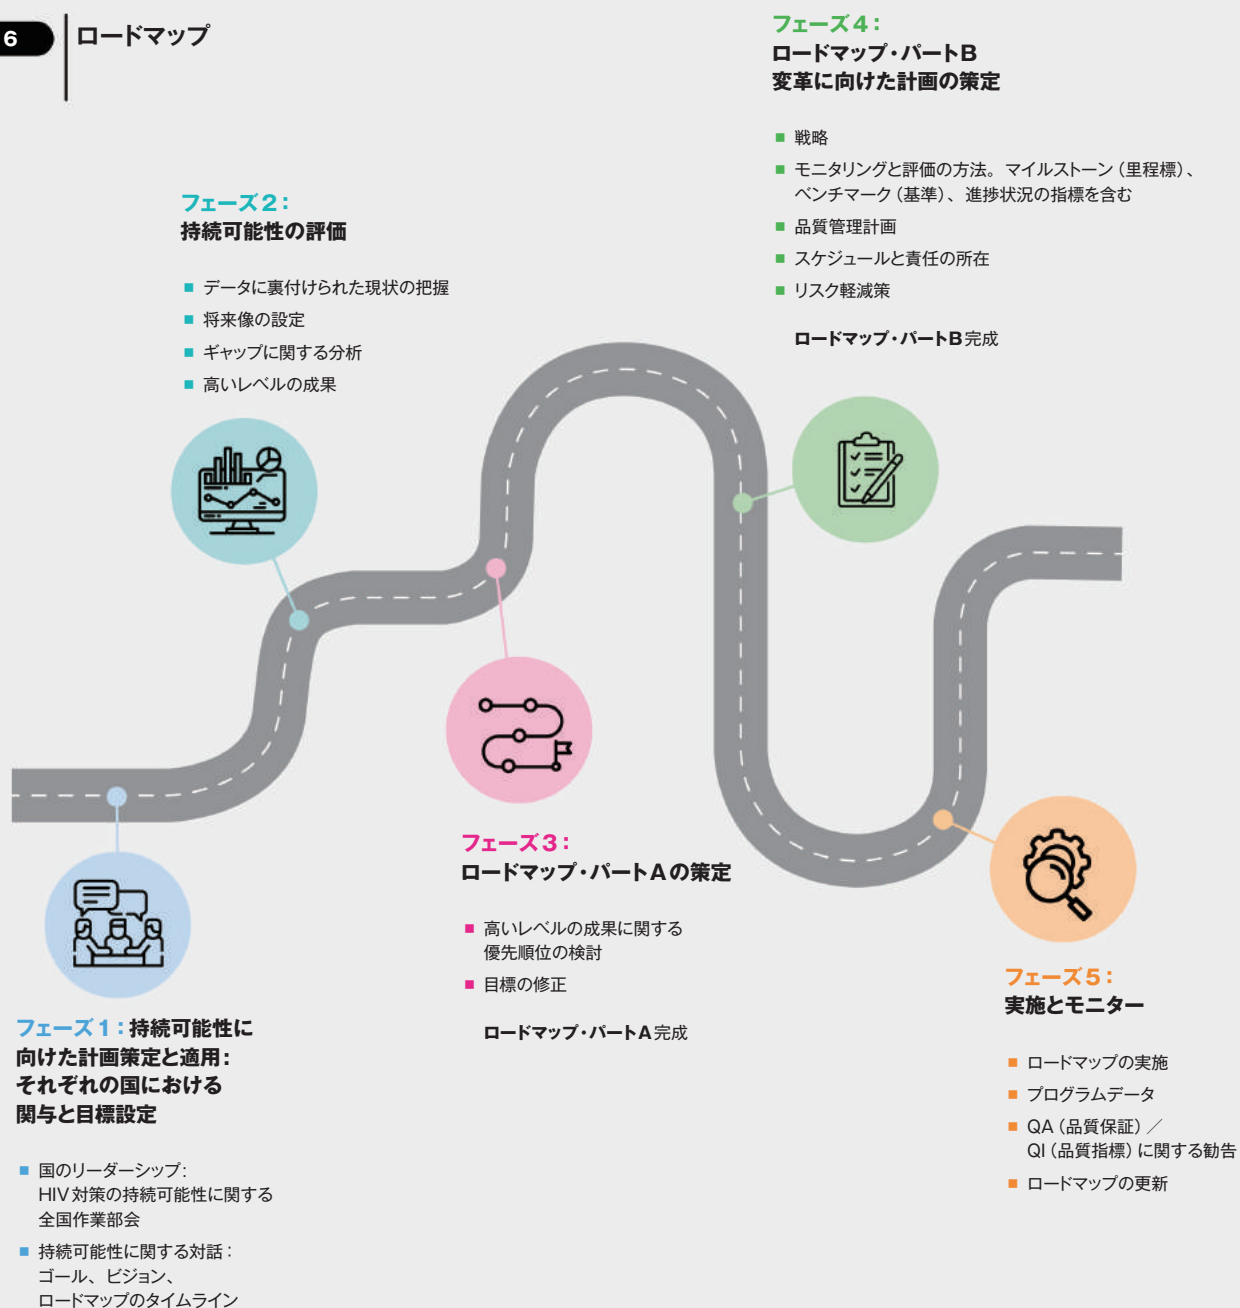 6
ロードマップ
フェーズ1：持続可能性に
向けた計画策定と適用：
それぞれの国における
関与と目標設定
■ 国のリーダーシップ：
HIV対策の持続可能性に関する
全国作業部会
■ 持続可能性に関する対話：
ゴール、ビジョン、
ロードマップのタイムライン
フェーズ2：
持続可能性の評価
■ データに裏付けられた現状の把握
■ 将来像の設定
■ ギャップに関する分析
■ 高いレベルの成果
フェーズ3：
ロードマップ・パートAの策定
■ 高いレベルの成果に関する
優先順位の検討
■ 目標の修正
ロードマップ・パートA完成
フェーズ4：
ロードマップ・パートB
変革に向けた計画の策定
■ 戦略
■ モニタリングと評価の方法。マイルストーン（里程標）、
ベンチマーク（基準）、進捗状況の指標を含む
■ 品質管理計画
■ スケジュールと責任の所在
■ リスク軽減策
ロードマップ・パートB完成
フェーズ5：
実施とモニター
■ ロードマップの実施
■ プログラムデータ
■ QA（品質保証）／
QI（品質指標）に関する勧告
■ ロードマップの更新